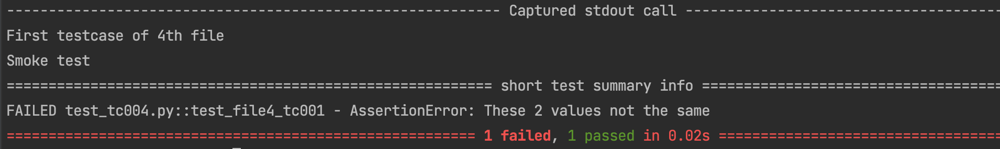 ---------------------------------------------------------- Captured stdout call --------------------------------------
First testcase of 4th file
Smoke test
========================================================== short test summary info ====================================
FAILED test_tc004.py::test_file4_tc001 - AssertionError: These 2 values not the same
======================================================== 1 failed, 1 passed in 0.02s ==================================